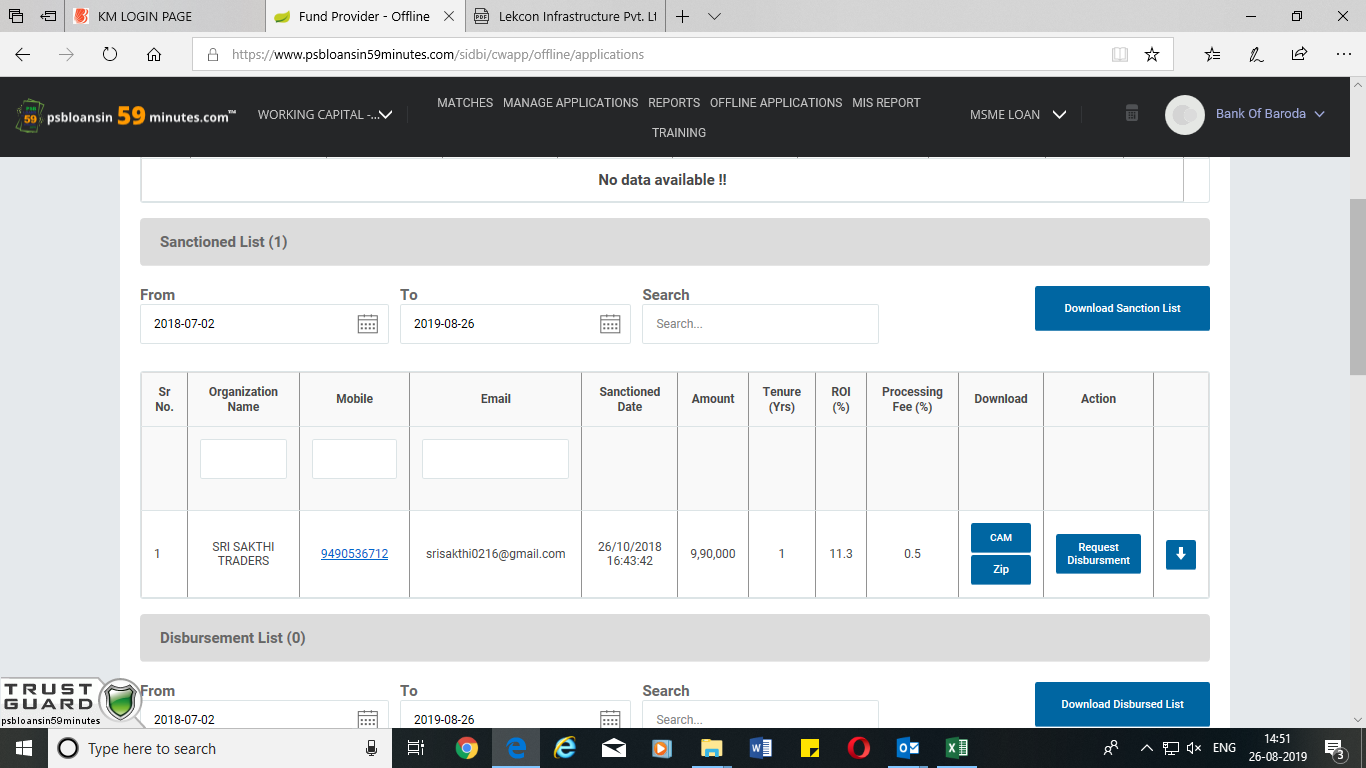 KM LOGIN PAGE
Fund Provider - Offline
Lekcon Infrastructure Pvt. Lt
https://www.psbloansin59minutes.com/sidbi/cwapp/offline/applications
PSB
59
psbloansin 59 minutes.com™
WORKING CAPITAL -...
MATCHES MANAGE APPLICATIONS REPORTS OFFLINE APPLICATIONS MIS REPORT
TRAINING
MSME LOAN
Bank Of Baroda
No data available !!
Sanctioned List (1)
From To Search
2018-07-02 2019-08-26 Search...
Download Sanction List
Sr No. Organization Name Mobile Email Sanctioned Date Amount Tenure (Yrs) ROI (%) Processing Fee (%) Download Action
1 SRI SAKTHI TRADERS 9490536712 srisakthi0216@gmail.com 26/10/2018 16:43:42 9,90,000 1 11.3 0.5 CAM Zip Request Disbursment
Disbursement List (0)
From To Search
2018-07-02 2019-08-26 Search...
Download Disbursed List
TRUST
GUARD
psbloansin59minutes
Type here to search
ENG
14:51
26-08-2019
3